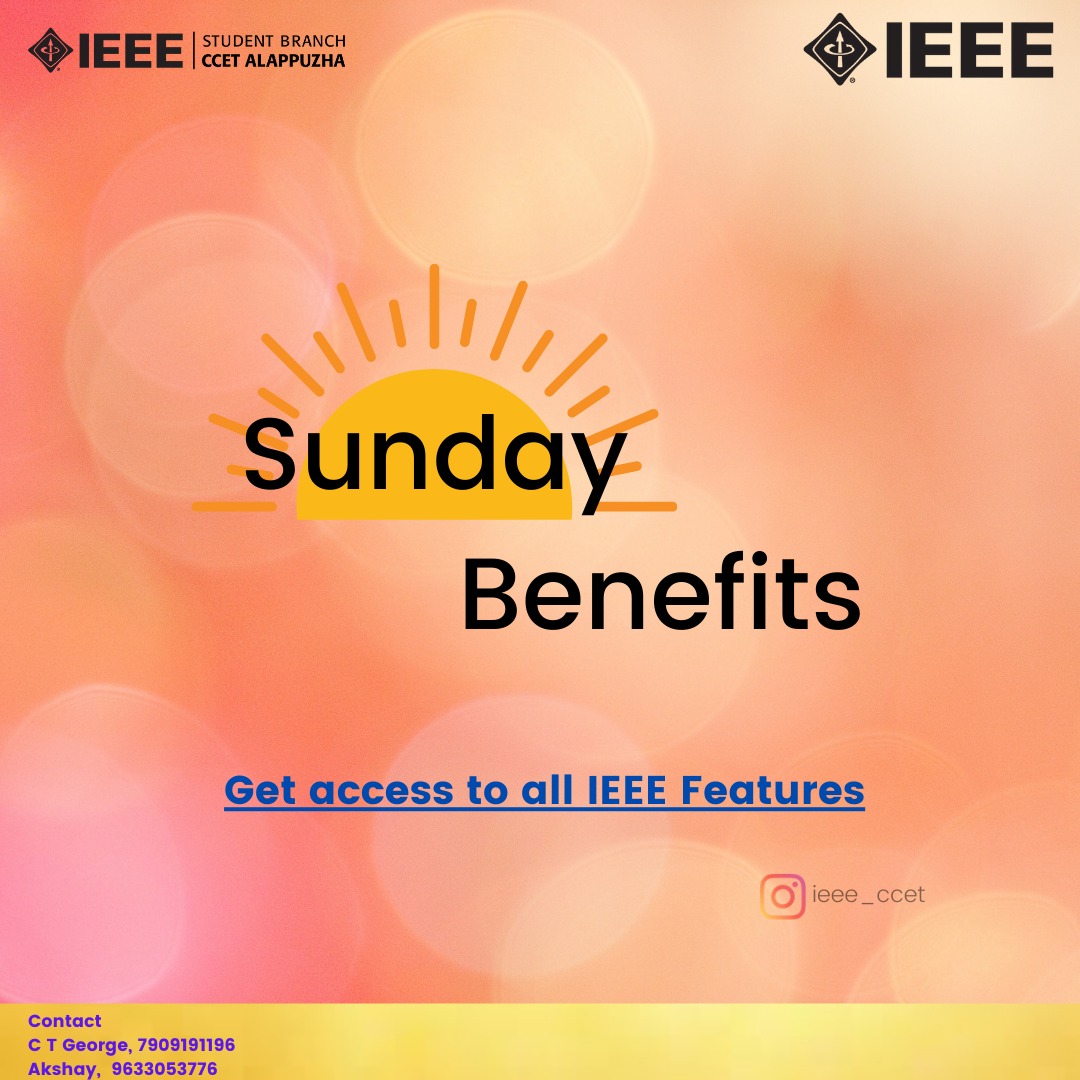 IEEE STUDENT BRANCH
CCET ALAPPUZHA
IEEE
Sunday
Benefits
Get access to all IEEE Features
ieee_ccet
Contact
C T George, 7909191196
Akshay, 9633053776